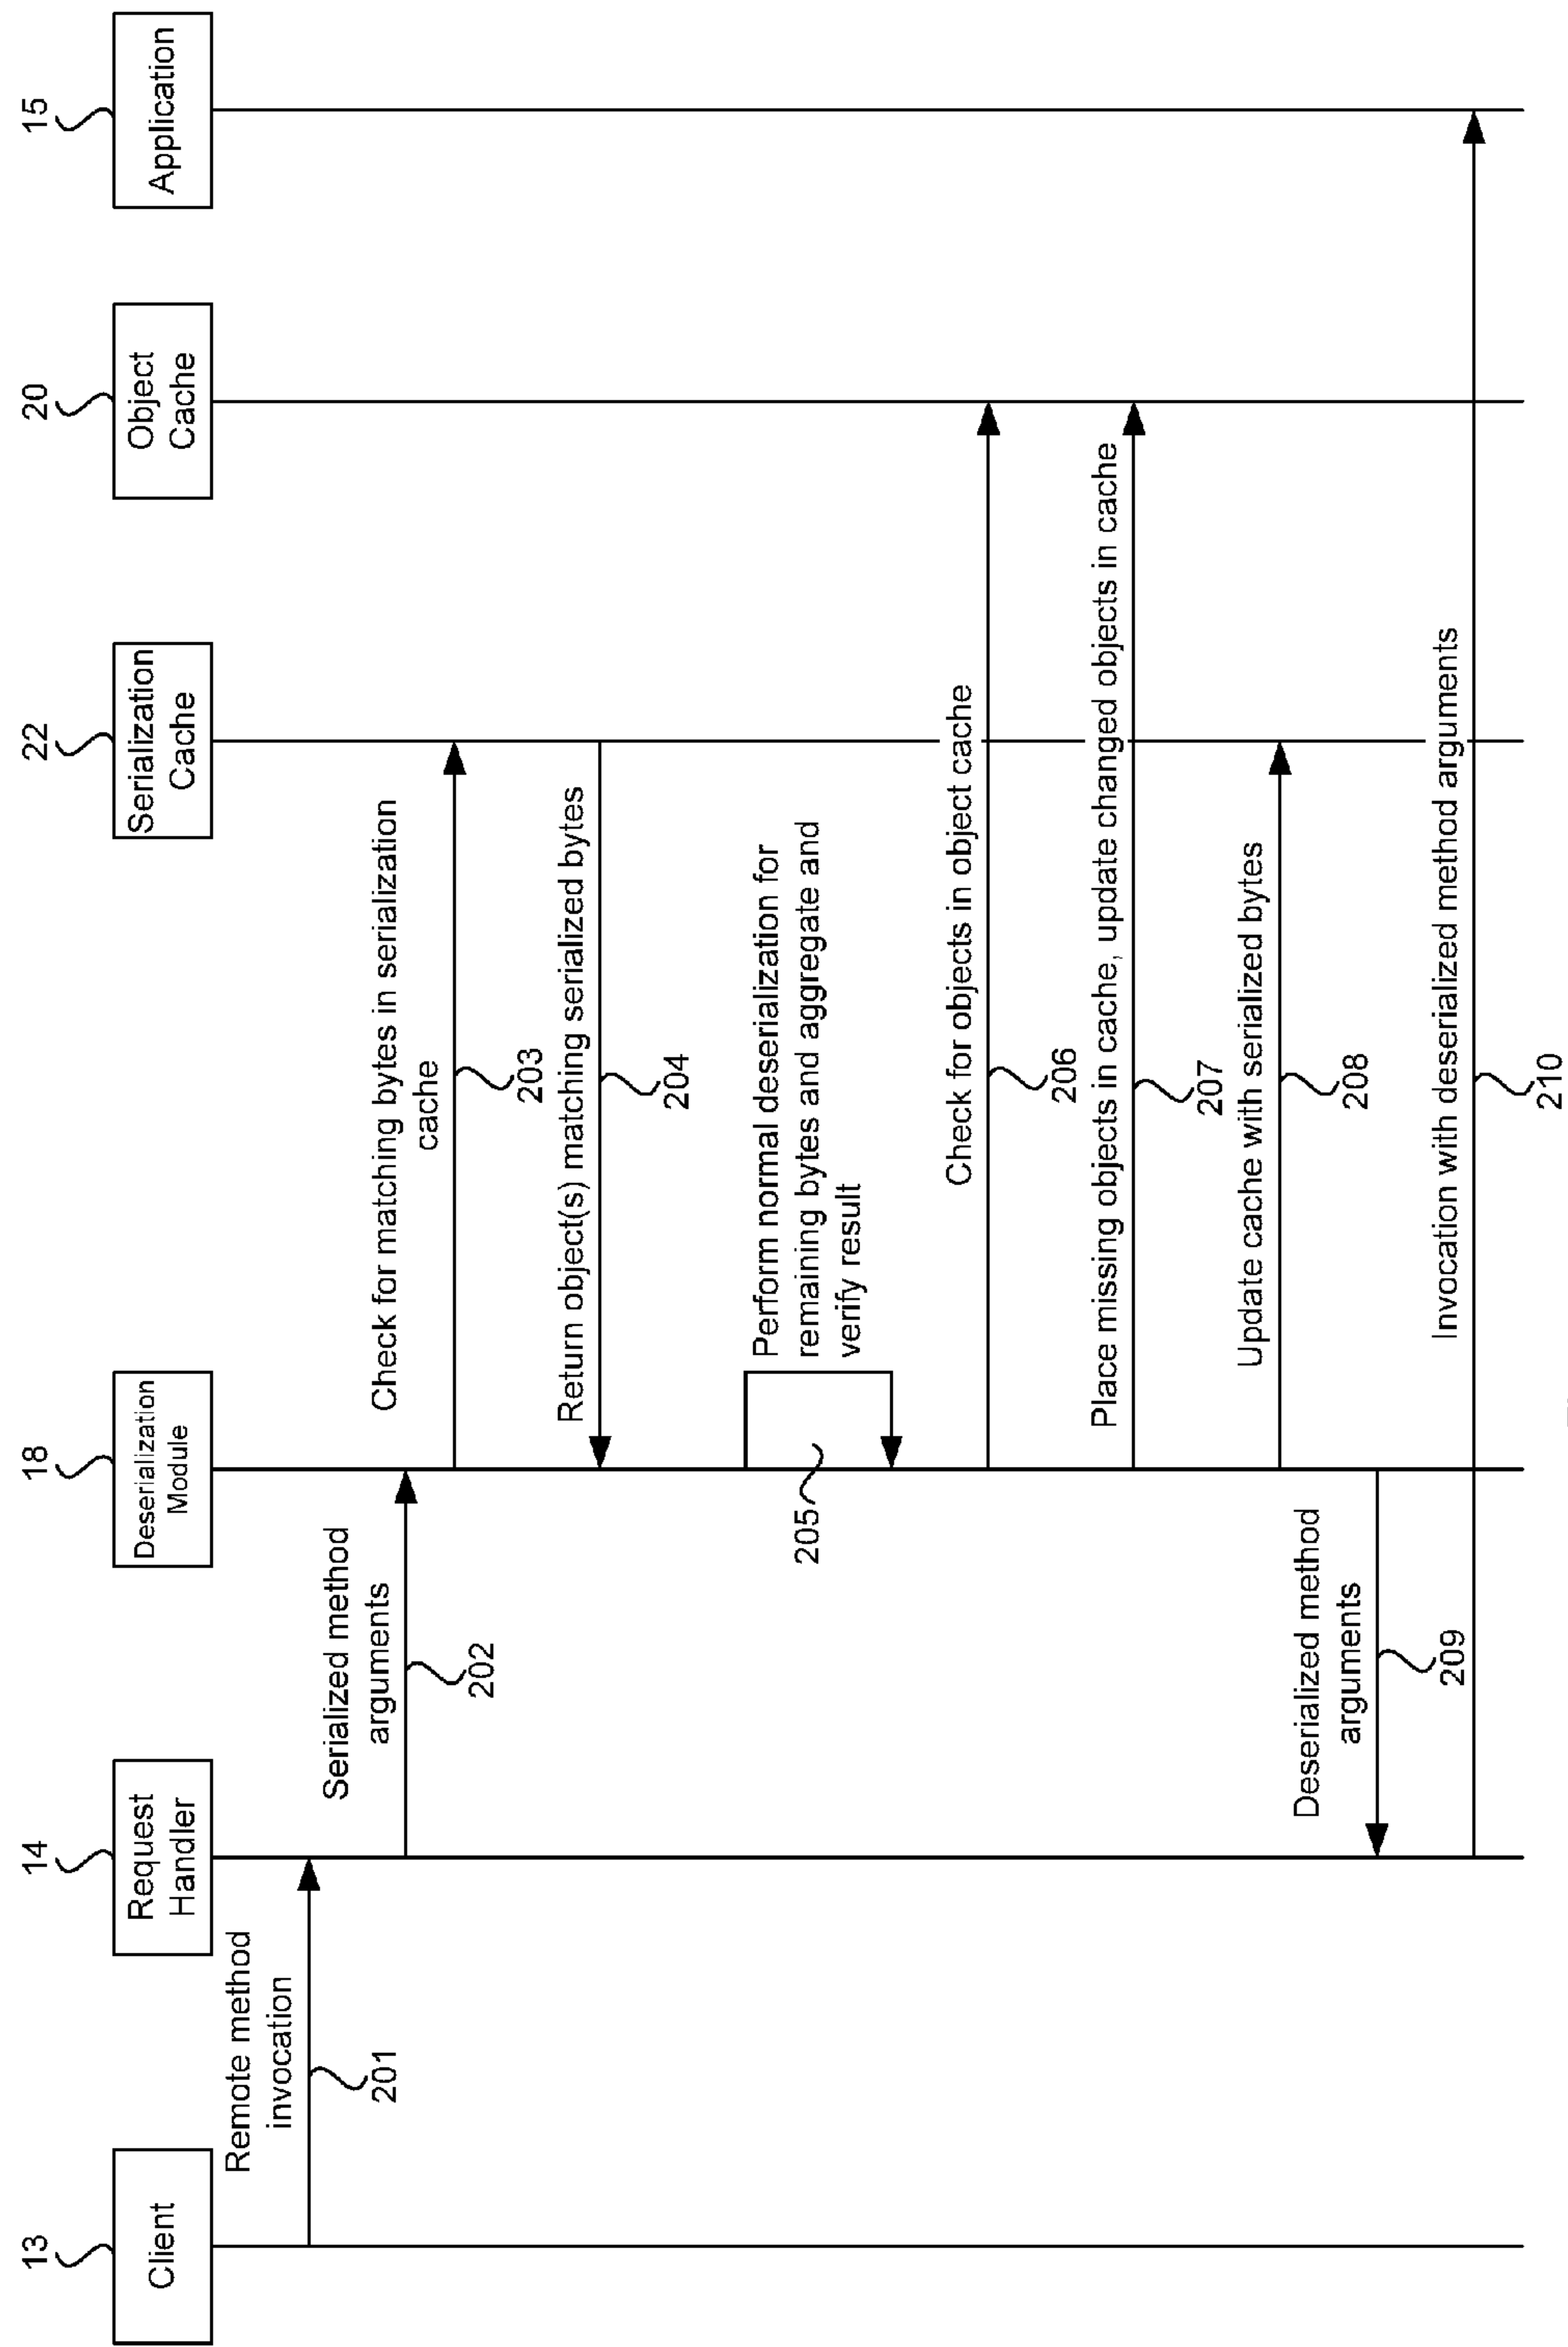 13
14
18
22
20
15
Client
Request
Handler
Deserialization
Module
Serialization
Cache
Object
Cache
Application
Remote method
invocation
201
Serialized method
arguments
202
Check for matching bytes in serialization
cache
203
Return object(s) matching serialized bytes
204
Perform normal deserialization for
remaining bytes and aggregate and
verify result
205
Check for objects in object cache
206
Place missing objects in cache, update changed objects in cache
207
Update cache with serialized bytes
208
Deserialized method
arguments
209
Invocation with deserialized method arguments
210